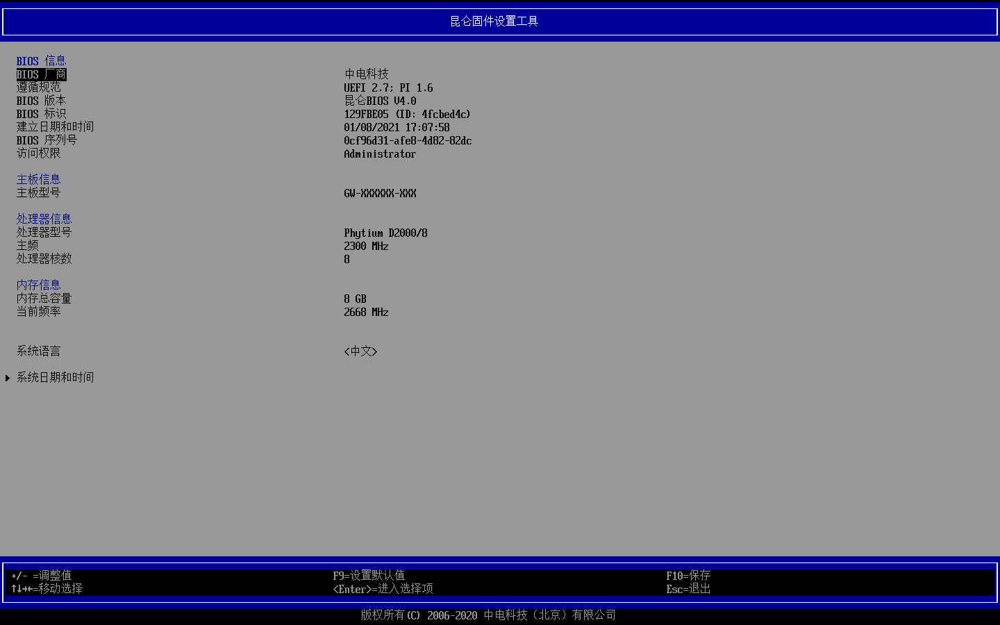 昆仑固件设置工具
BIOS 信息
BIOS 厂商 中电科技
遵循规范 UEFI 2.7; PI 1.6
BIOS 版本 昆仑BIOS V4.0
BIOS 标识 129FBE05 (ID: 4fcbed4c)
建立日期和时间 01/08/2021 17:07:58
BIOS 序列号 0cf96d31-afe8-4d82-82dc
访问权限 Administrator
主板信息
主板型号 GW-XXXXXX-XXX
处理器信息
处理器型号 Phytium D2000/8
主频 2300 MHz
处理器核数 8
内存信息
内存总容量 8 GB
当前频率 2668 MHz
系统语言 <中文>
系统日期和时间
+/- =调整值 F9=设置默认值 F10=保存
↑↓→←=移动选择 <Enter>=进入选择项 Esc=退出
版权所有(C) 2006-2020 中电科技（北京）有限公司